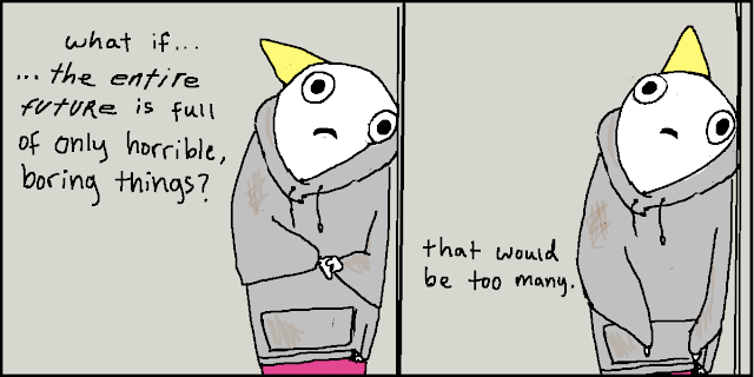 what if...
... the entire
future is full
of only horrible,
boring things?
that would
be too many.